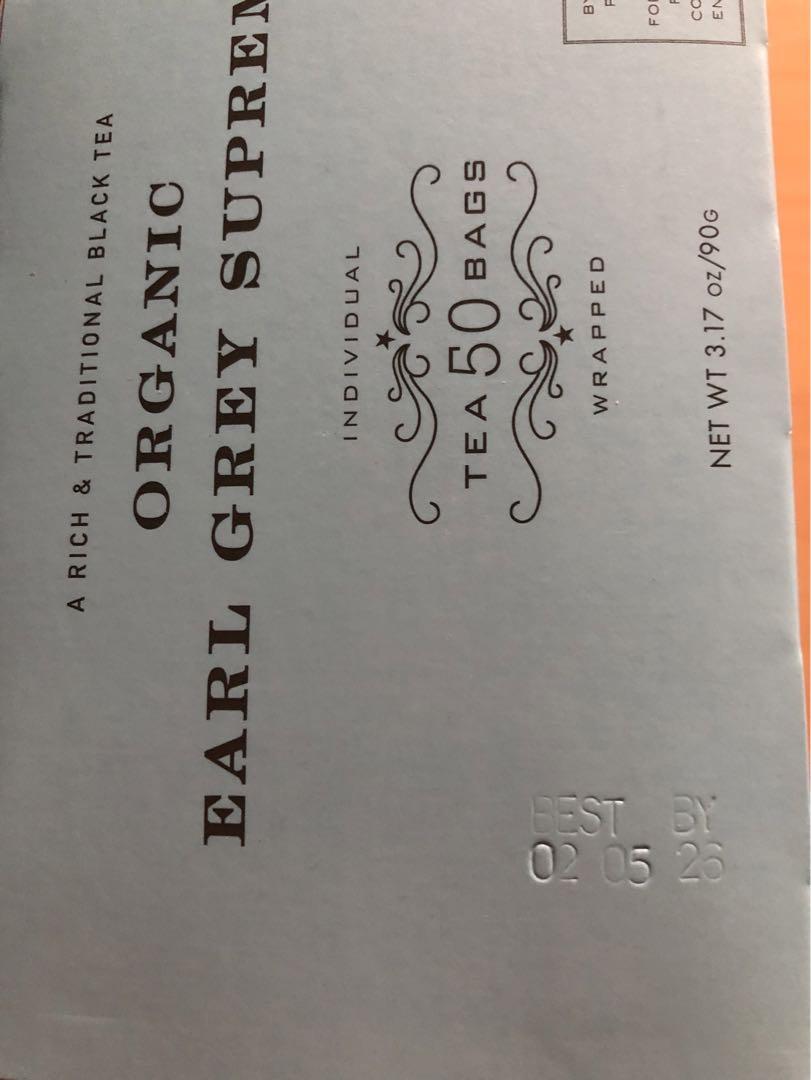 A RICH & TRADITIONAL BLACK TEA
ORGANIC
EARL GREY SUPREM
INDIVIDUAL
TEA 50 BAGS
WRAPPED
NET WT 3.17 OZ/90G
BEST BY
02 05 26